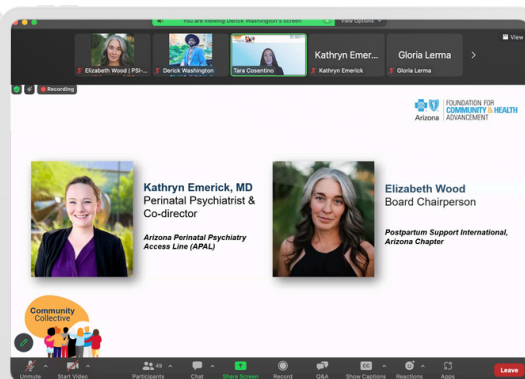 You are viewing Derick Washington's screen
View Options
View
Elizabeth Wood | PSI-...
Derick Washington
Tara Cosentino
Kathryn Emer...
Kathryn Emerick
Gloria Lerma
Gloria Lerma
Recording
Arizona
FOUNDATION FOR
COMMUNITY & HEALTH
ADVANCEMENT
Kathryn Emerick, MD
Perinatal Psychiatrist &
Co-director
Arizona Perinatal Psychiatry
Access Line (APAL)
Elizabeth Wood
Board Chairperson
Postpartum Support International,
Arizona Chapter
Community
Collective
Unmute
Start Video
49
Participants
Chat
Share Screen
Record
Q&A
CC
Show Captions
Reactions
Apps
Leave